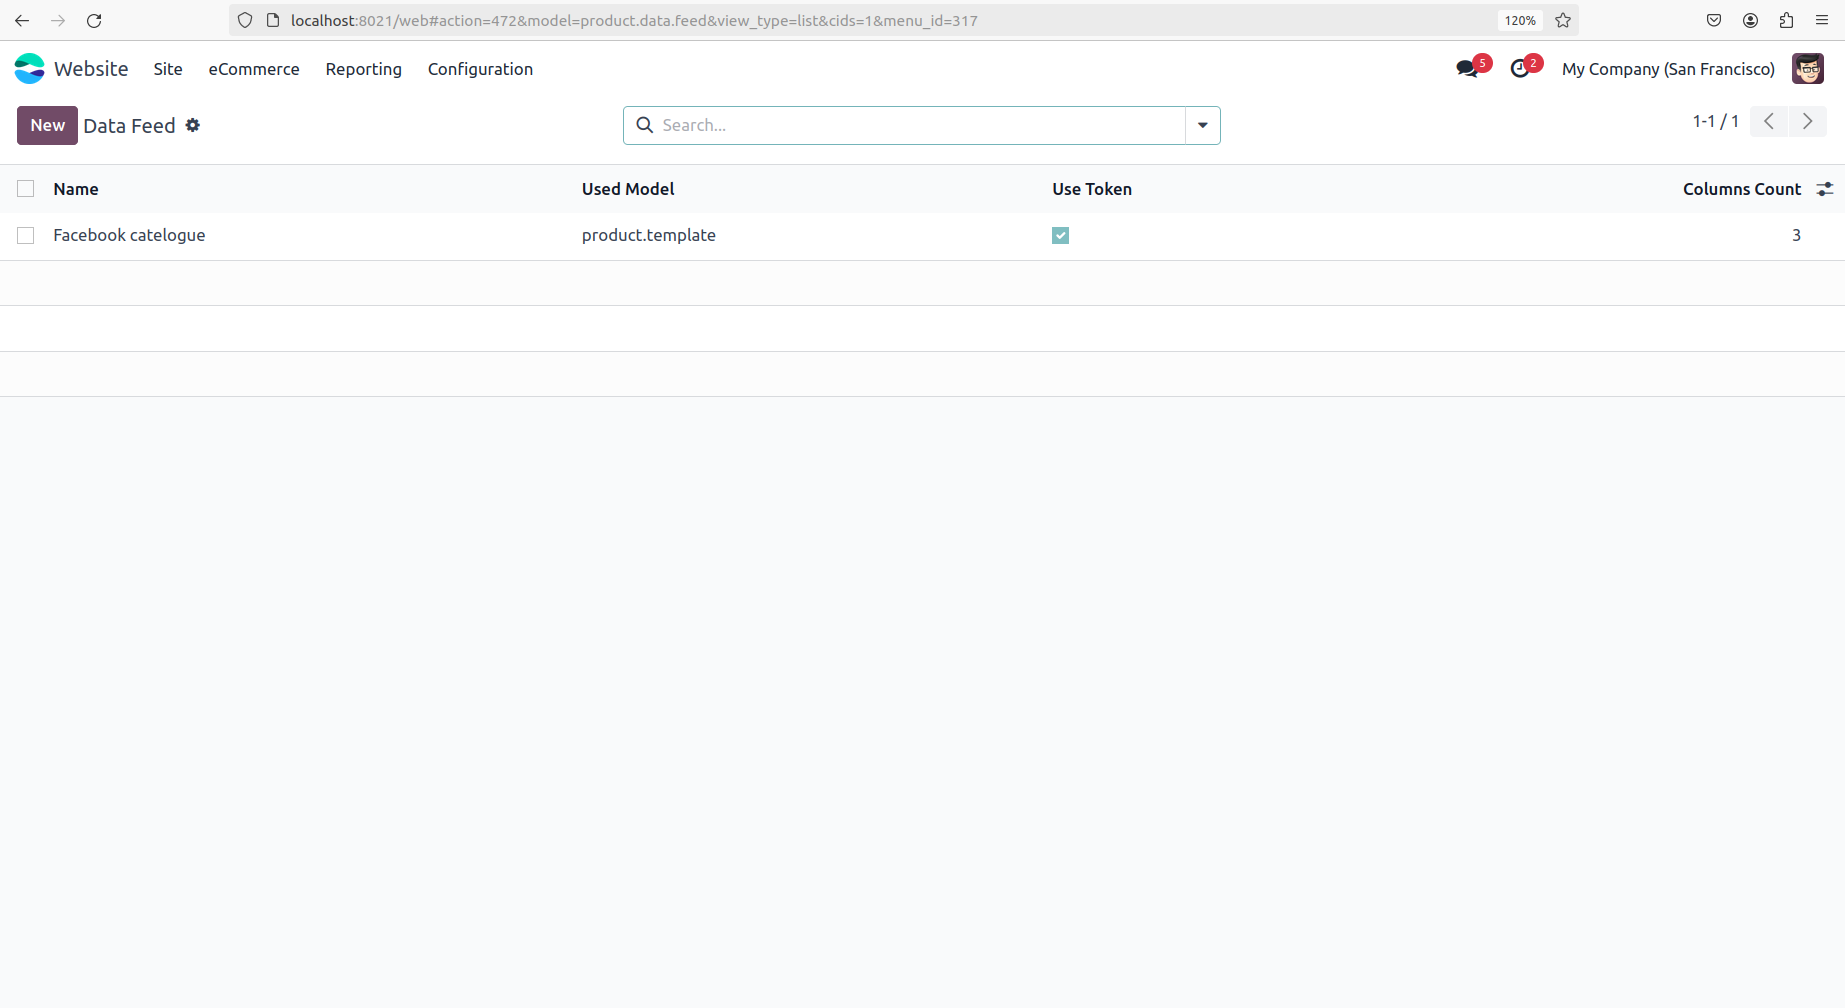 localhost:8021/web#action=472&model=product.data.feed&view_type=list&cids=1&menu_id=317
120%
Website
Site
eCommerce
Reporting
Configuration
5
2
My Company (San Francisco)
New
Data Feed
Search...
1-1 / 1
Name
Used Model
Use Token
Columns Count
Facebook catelogue
product.template
3